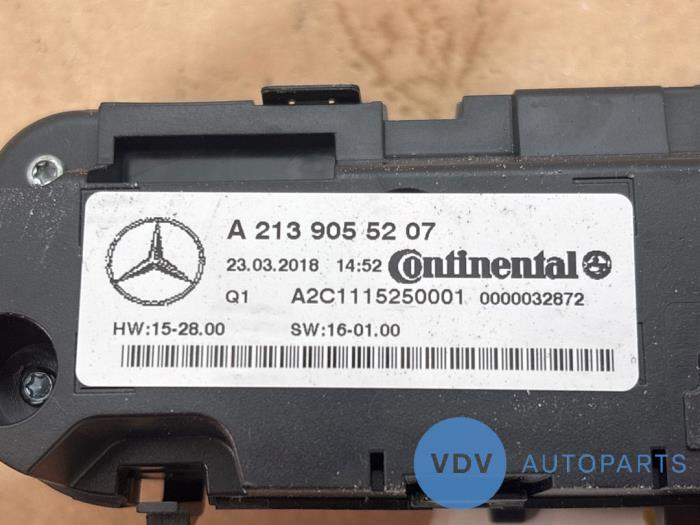 A 213 905 52 07
23.03.2018 14:52 Continental
Q1 A2C1115250001 0000032872
HW:15-28.00 SW:16-01.00
VDV AUTOPARTS